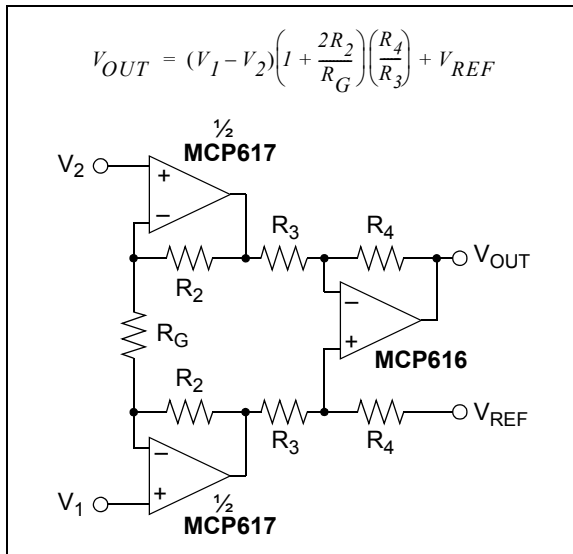 V_OUT = (V_1 – V_2)(1 + 2R_2/R_G)(R_4/R_3) + V_REF
½
MCP617
V_2
+
–
R_3
R_4
V_OUT
R_2
–
+
R_G
MCP616
R_2
V_REF
R_3
R_4
–
+
V_1
½
MCP617